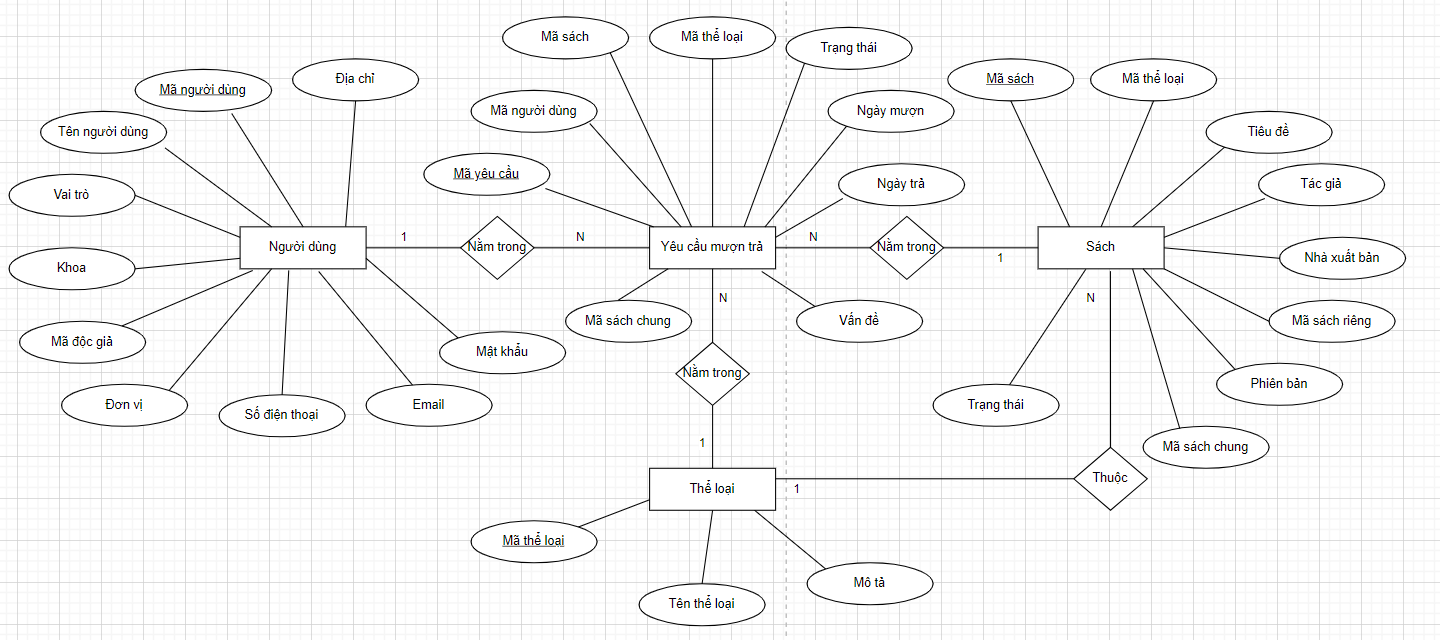 Mã sách
Mã thể loại
Trạng thái
Mã người dùng
Địa chỉ
Mã sách
Mã thể loại
Tên người dùng
Mã người dùng
Ngày mượn
Tiêu đề
Vai trò
Mã yêu cầu
Ngày trả
Tác giả
Người dùng
1
Nằm trong
N
Yêu cầu mượn trả
N
Nằm trong
1
Sách
Nhà xuất bản
Khoa
Mã sách chung
N
Vấn đề
N
Mã sách riêng
Mã độc giả
Mật khẩu
Nằm trong
Phiên bản
Đơn vị
Số điện thoại
Email
Trạng thái
1
Mã sách chung
Thể loại
1
Thuộc
Mã thể loại
Tên thể loại
Mô tả